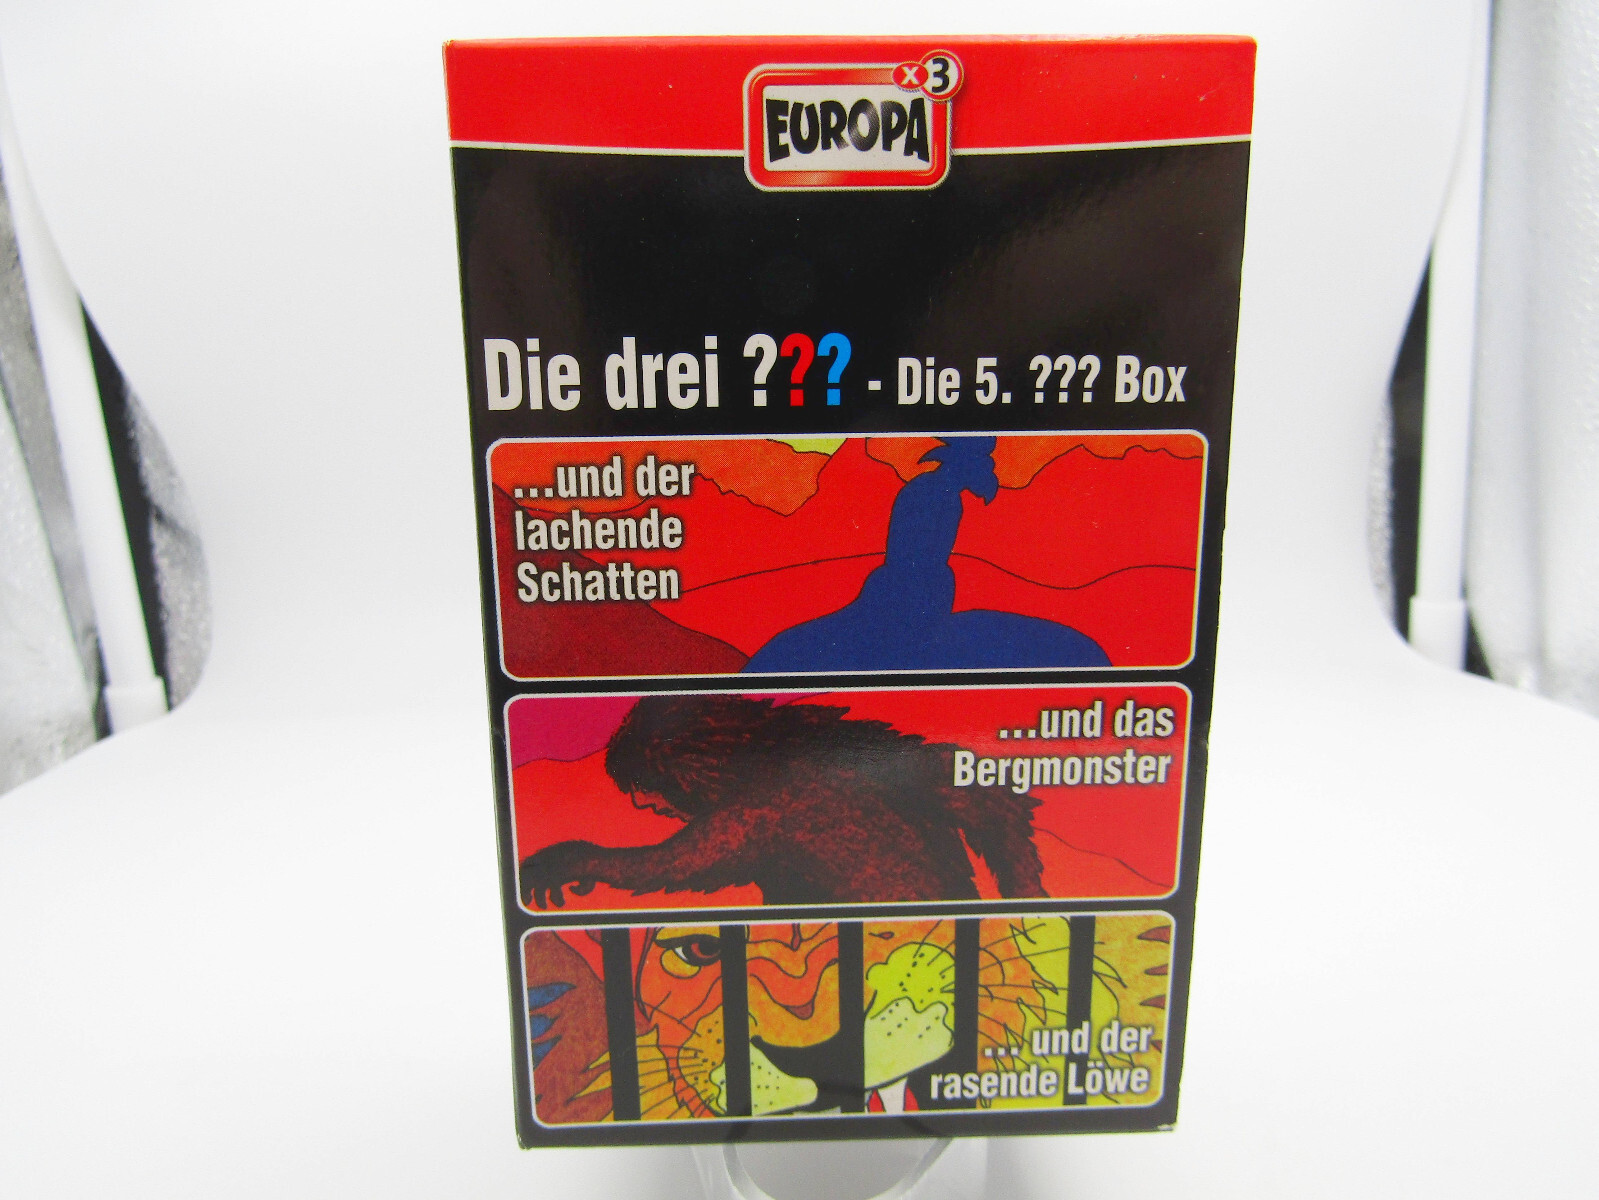 x3
EUROPA
Die drei ??? - Die 5. ??? Box
...und der
lachende
Schatten
...und das
Bergmonster
... und der
rasende Löwe